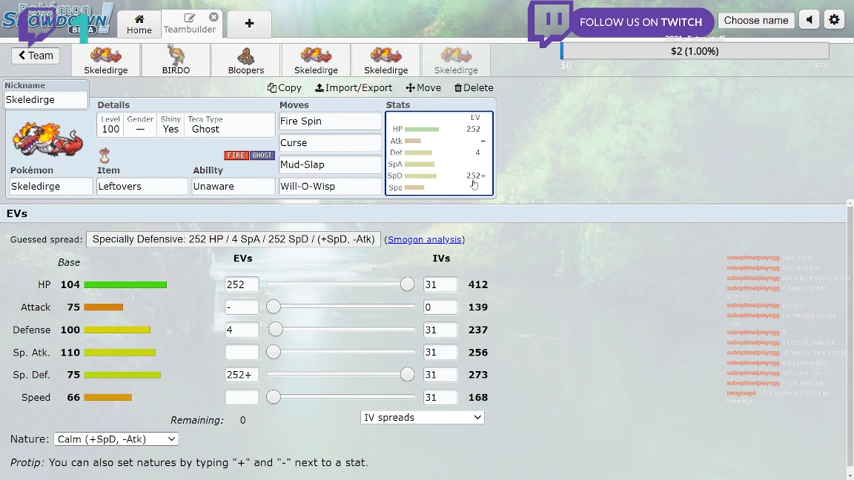 Pokémon
SHOWDOWN!
BETA
Home
Teambuilder
FOLLOW US ON TWITCH
Choose name
$2 (1.00%)
Team
Skeledirge
BIRDO
Bloopers
Skeledirge
Skeledirge
Skeledirge
Copy
Import/Export
Move
Delete
Nickname
Skeledirge
Details
Level Gender Shiny Tera Type
100 — Yes Ghost
FIRE GHOST
Pokémon
Skeledirge
Item
Leftovers
Ability
Unaware
Moves
Fire Spin
Curse
Mud-Slap
Will-O-Wisp
Stats
EV
HP 252
Atk -
Def 4
SpA
SpD 252+
Spe
EVs
Guessed spread: Specially Defensive: 252 HP / 4 SpA / 252 SpD / (+SpD, -Atk) (Smogon analysis)
Base EVs IVs
HP 104 252 31 412
Attack 75 - 0 139
Defense 100 4 31 237
Sp. Atk. 110 31 256
Sp. Def. 75 252+ 31 273
Speed 66 31 168
Remaining: 0
IV spreads
Nature: Calm (+SpD, -Atk)
Protip: You can also set natures by typing "+" and "-" next to a stat.